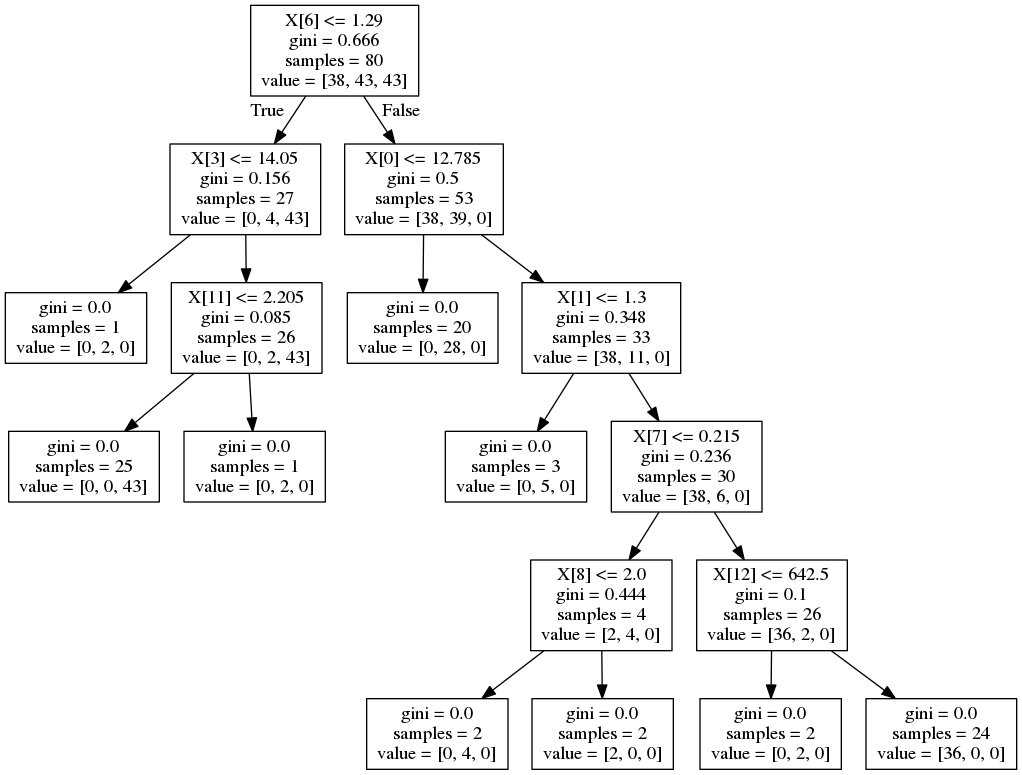 X[6] <= 1.29
gini = 0.666
samples = 80
value = [38, 43, 43]
True
False
X[3] <= 14.05
gini = 0.156
samples = 27
value = [0, 4, 43]
X[0] <= 12.785
gini = 0.5
samples = 53
value = [38, 39, 0]
gini = 0.0
samples = 1
value = [0, 2, 0]
X[11] <= 2.205
gini = 0.085
samples = 26
value = [0, 2, 43]
gini = 0.0
samples = 20
value = [0, 28, 0]
X[1] <= 1.3
gini = 0.348
samples = 33
value = [38, 11, 0]
gini = 0.0
samples = 25
value = [0, 0, 43]
gini = 0.0
samples = 1
value = [0, 2, 0]
gini = 0.0
samples = 3
value = [0, 5, 0]
X[7] <= 0.215
gini = 0.236
samples = 30
value = [38, 6, 0]
X[8] <= 2.0
gini = 0.444
samples = 4
value = [2, 4, 0]
X[12] <= 642.5
gini = 0.1
samples = 26
value = [36, 2, 0]
gini = 0.0
samples = 2
value = [0, 4, 0]
gini = 0.0
samples = 2
value = [2, 0, 0]
gini = 0.0
samples = 2
value = [0, 2, 0]
gini = 0.0
samples = 24
value = [36, 0, 0]